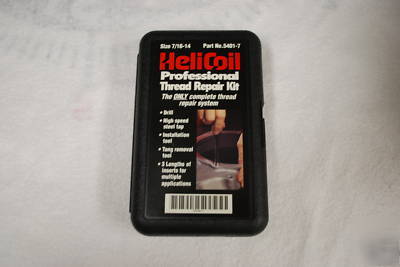 Size 7/16-14 Part No.5401-7
HeliCoil
Professional
Thread Repair Kit
The ONLY complete thread
repair system
• Drill
• High speed
steel tap
• Installation
tool
• Tang removal
tool
• 3 Lengths of
inserts for
multiple
applications